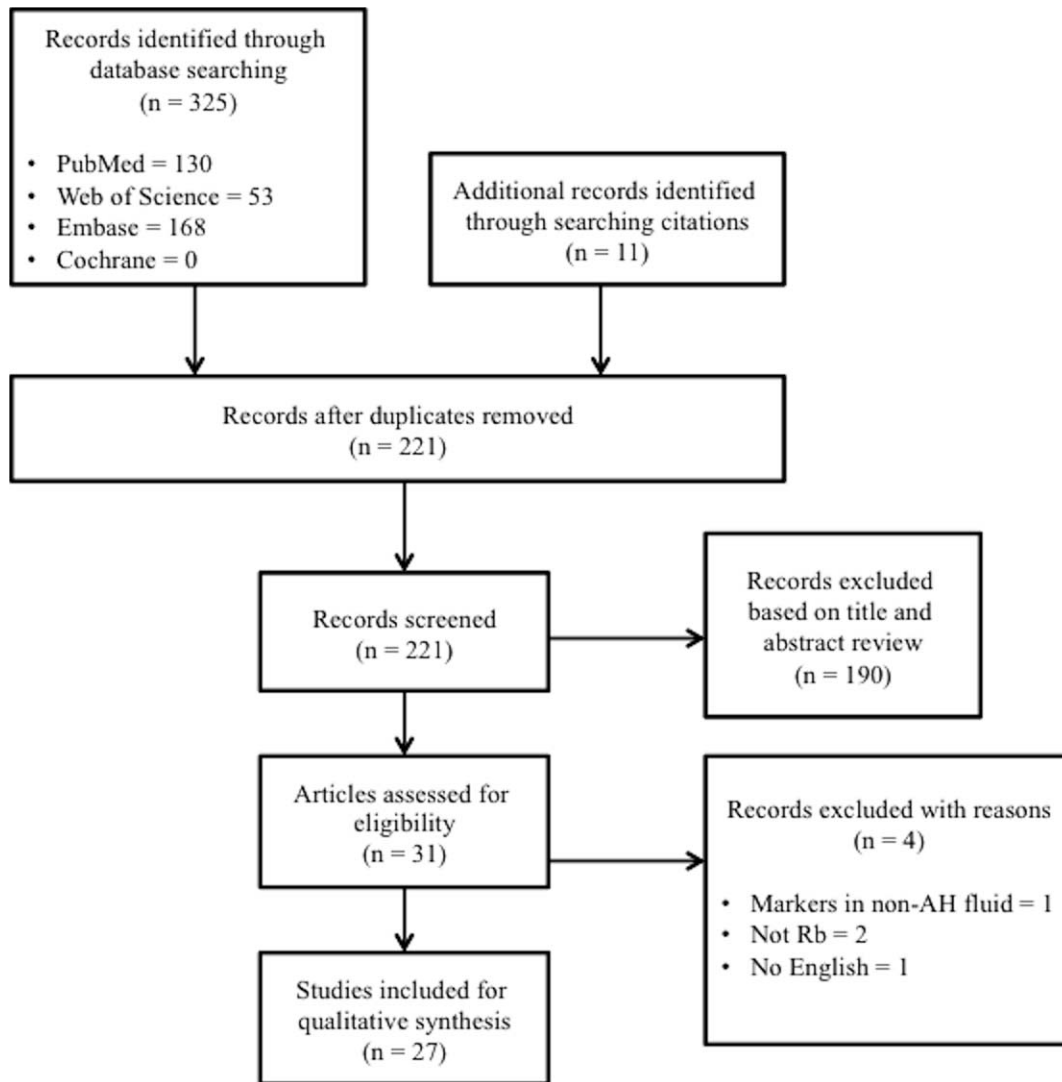 Records identified through
database searching
(n = 325)
• PubMed = 130
• Web of Science = 53
• Embase = 168
• Cochrane = 0
Additional records identified
through searching citations
(n = 11)
Records after duplicates removed
(n = 221)
Records screened
(n = 221)
Records excluded
based on title and
abstract review
(n = 190)
Articles assessed for
eligibility
(n = 31)
Records excluded with reasons
(n = 4)
• Markers in non-AH fluid = 1
• Not Rb = 2
• No English = 1
Studies included for
qualitative synthesis
(n = 27)